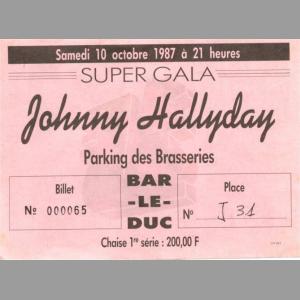 Samedi 10 octobre 1987 à 21 heures
SUPER GALA
Johnny Hallyday
Parking des Brasseries
Billet
Nº 000065
BAR
-LE-
DUC
Place
Nº J 31
Chaise 1re série : 200,00 F